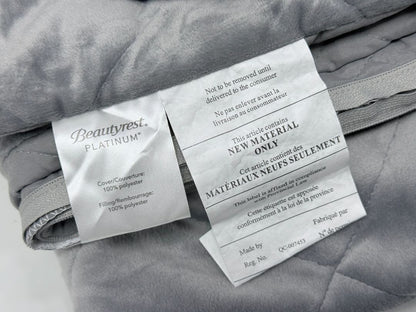 Beautyrest.
PLATINUM®
Cover/Couverture:
100% polyester
Filling/Rembourrage:
100% polyester
Not to be removed until
delivered to the consumer
Ne pas enlever avant la
livraison au consommateur
This article contains
NEW MATERIAL
ONLY
Cet article contient des
MATÉRIAUX NEUFS SEULEMENT
This label is affixed in compliance
with Provincial Law
Cette étiquette est apposée
conformément à la loi de la province
Made by
Fabriqué par
Reg. No.
QC-007453
N° de